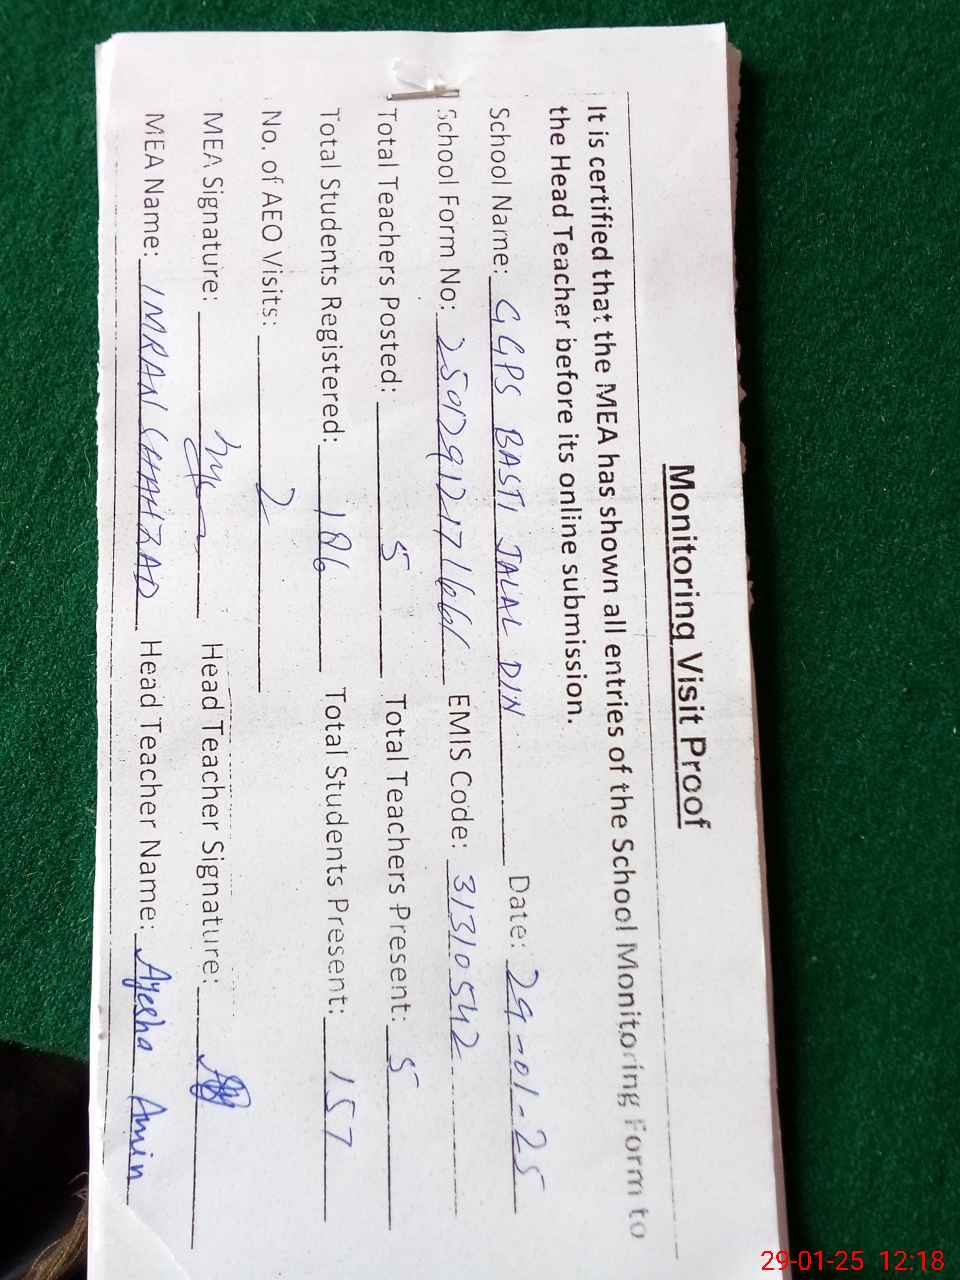 Monitoring Visit Proof
It is certified that the MEA has shown all entries of the School Monitoring Form to
the Head Teacher before its online submission.
School Name: GGPS BASTI JALAL DIN Date: 29-01-25
School Form No: 25012912171661 EMIS Code: 31310542
Total Teachers Posted: 5 Total Teachers Present: 5
Total Students Registered: 186 Total Students Present: 157
No. of AEO Visits: 2
MEA Signature: Head Teacher Signature:
MEA Name: IMRAN SHAHZAD Head Teacher Name: Ayesha Amin
29-01-25 12:18